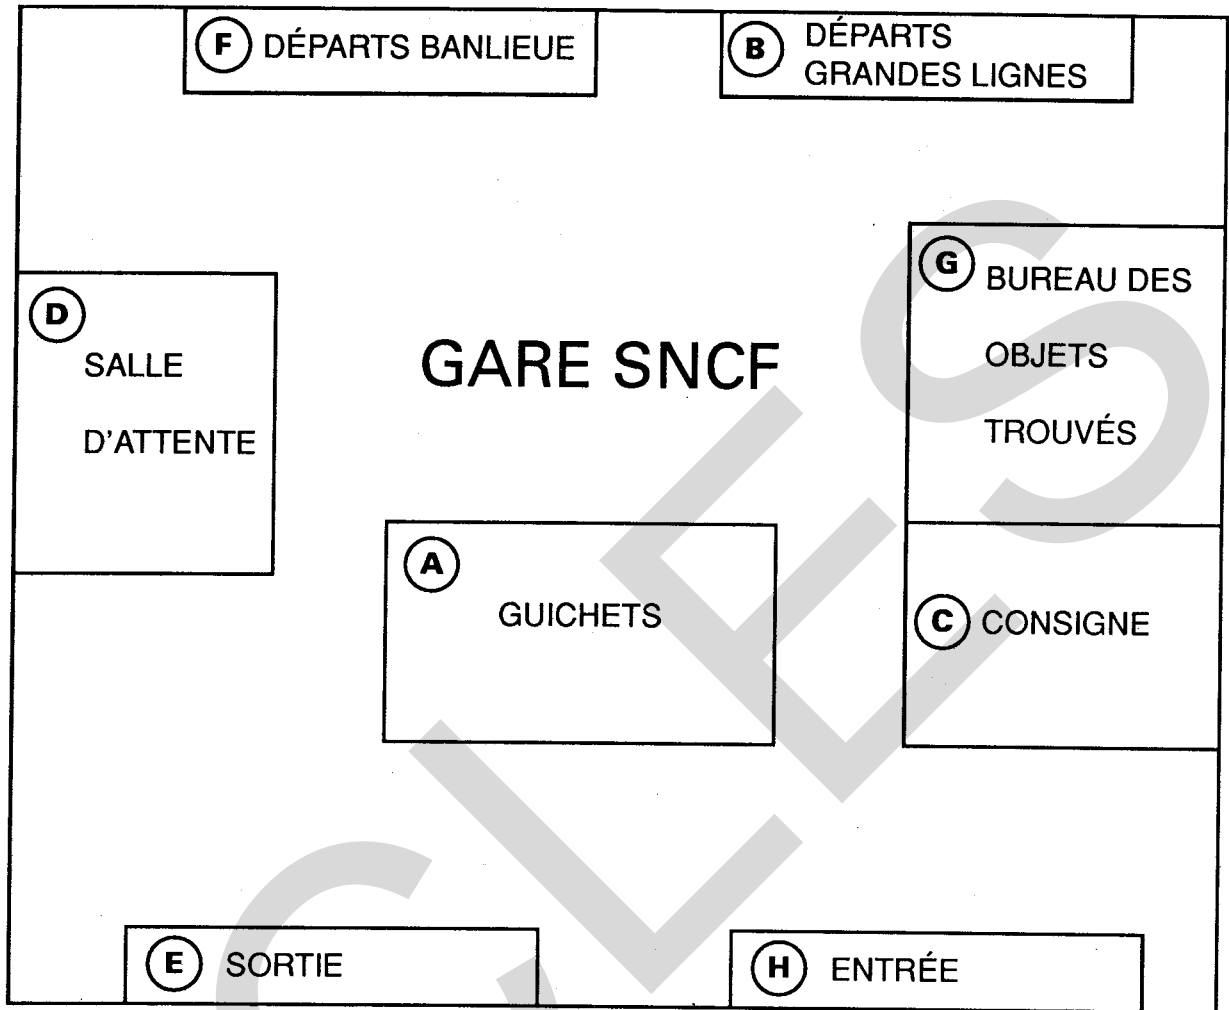 F DÉPARTS BANLIEUE
B DÉPARTS
GRANDES LIGNES
G BUREAU DES
OBJETS
TROUVÉS
D
SALLE
D'ATTENTE
GARE SNCF
A
GUICHETS
C CONSIGNE
E SORTIE
H ENTRÉE
CLES